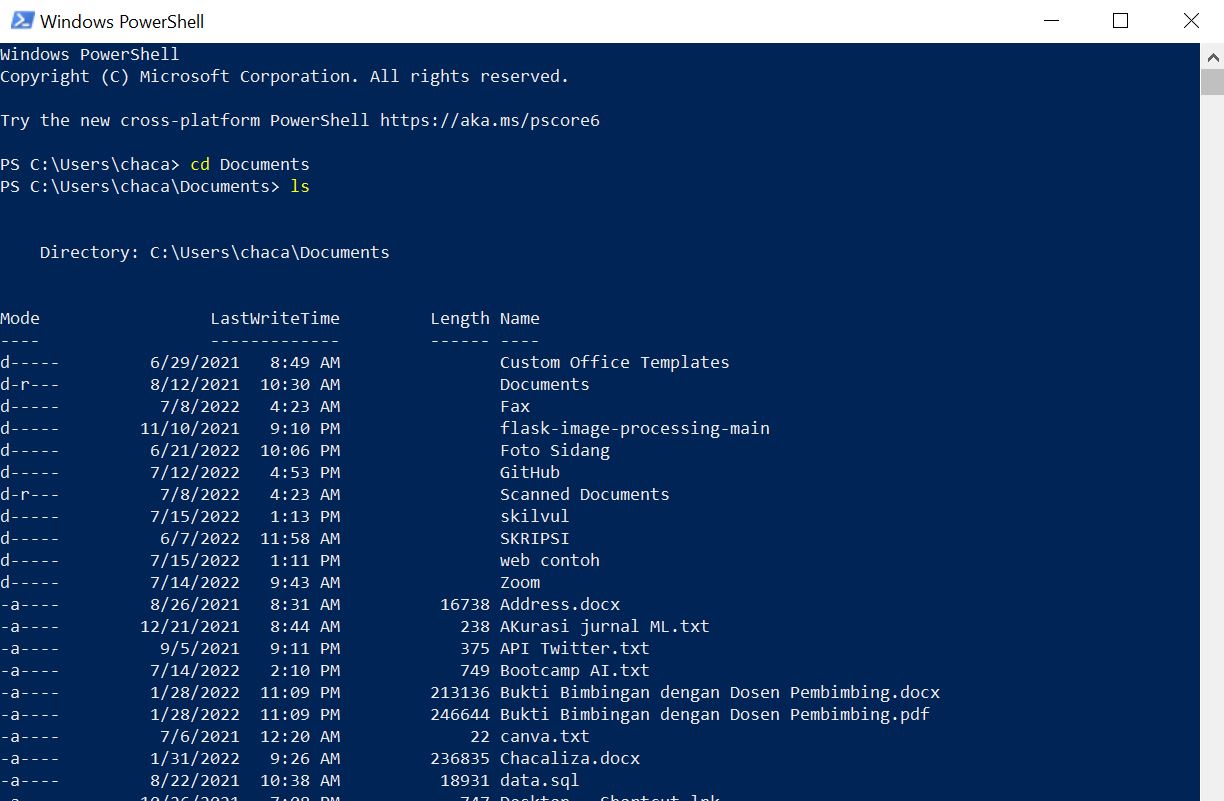 Windows PowerShell
Windows PowerShell
Copyright (C) Microsoft Corporation. All rights reserved.
Try the new cross-platform PowerShell https://aka.ms/pscore6
PS C:\Users\chaca> cd Documents
PS C:\Users\chaca\Documents> ls
Directory: C:\Users\chaca\Documents
Mode LastWriteTime Length Name
---- ------------- ------ ----
d----- 6/29/2021 8:49 AM Custom Office Templates
d-r--- 8/12/2021 10:30 AM Documents
d----- 7/8/2022 4:23 AM Fax
d----- 11/10/2021 9:10 PM flask-image-processing-main
d----- 6/21/2022 10:06 PM Foto Sidang
d----- 7/12/2022 4:53 PM GitHub
d-r--- 7/8/2022 4:23 AM Scanned Documents
d----- 7/15/2022 1:13 PM skilvul
d----- 6/7/2022 11:58 AM SKRIPSI
d----- 7/15/2022 1:11 PM web contoh
d----- 7/14/2022 9:43 AM Zoom
-a---- 8/26/2021 8:31 AM 16738 Address.docx
-a---- 12/21/2021 8:44 AM 238 AKurasi jurnal ML.txt
-a---- 9/5/2021 9:11 PM 375 API Twitter.txt
-a---- 7/14/2022 2:10 PM 749 Bootcamp AI.txt
-a---- 1/28/2022 11:09 PM 213136 Bukti Bimbingan dengan Dosen Pembimbing.docx
-a---- 1/28/2022 11:09 PM 246644 Bukti Bimbingan dengan Dosen Pembimbing.pdf
-a---- 7/6/2021 12:20 AM 22 canva.txt
-a---- 1/31/2022 9:26 AM 236835 Chacaliza.docx
-a---- 8/22/2021 10:38 AM 18931 data.sql